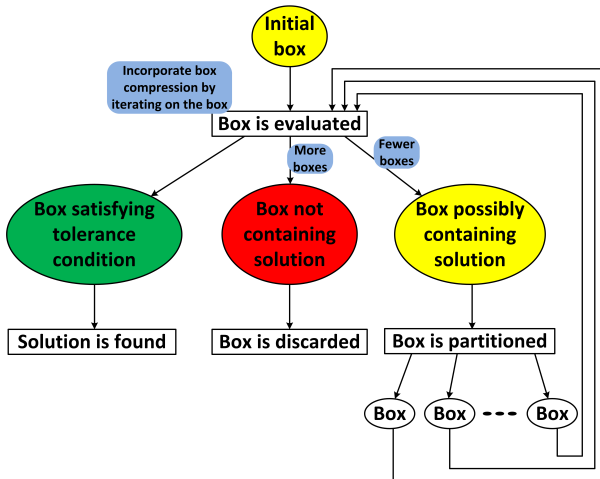 Initial
box
Incorporate box
compression by
iterating on the box
Box is evaluated
More
boxes
Fewer
boxes
Box satisfying
tolerance
condition
Box not
containing
solution
Box possibly
containing
solution
Solution is found
Box is discarded
Box is partitioned
Box
Box
Box